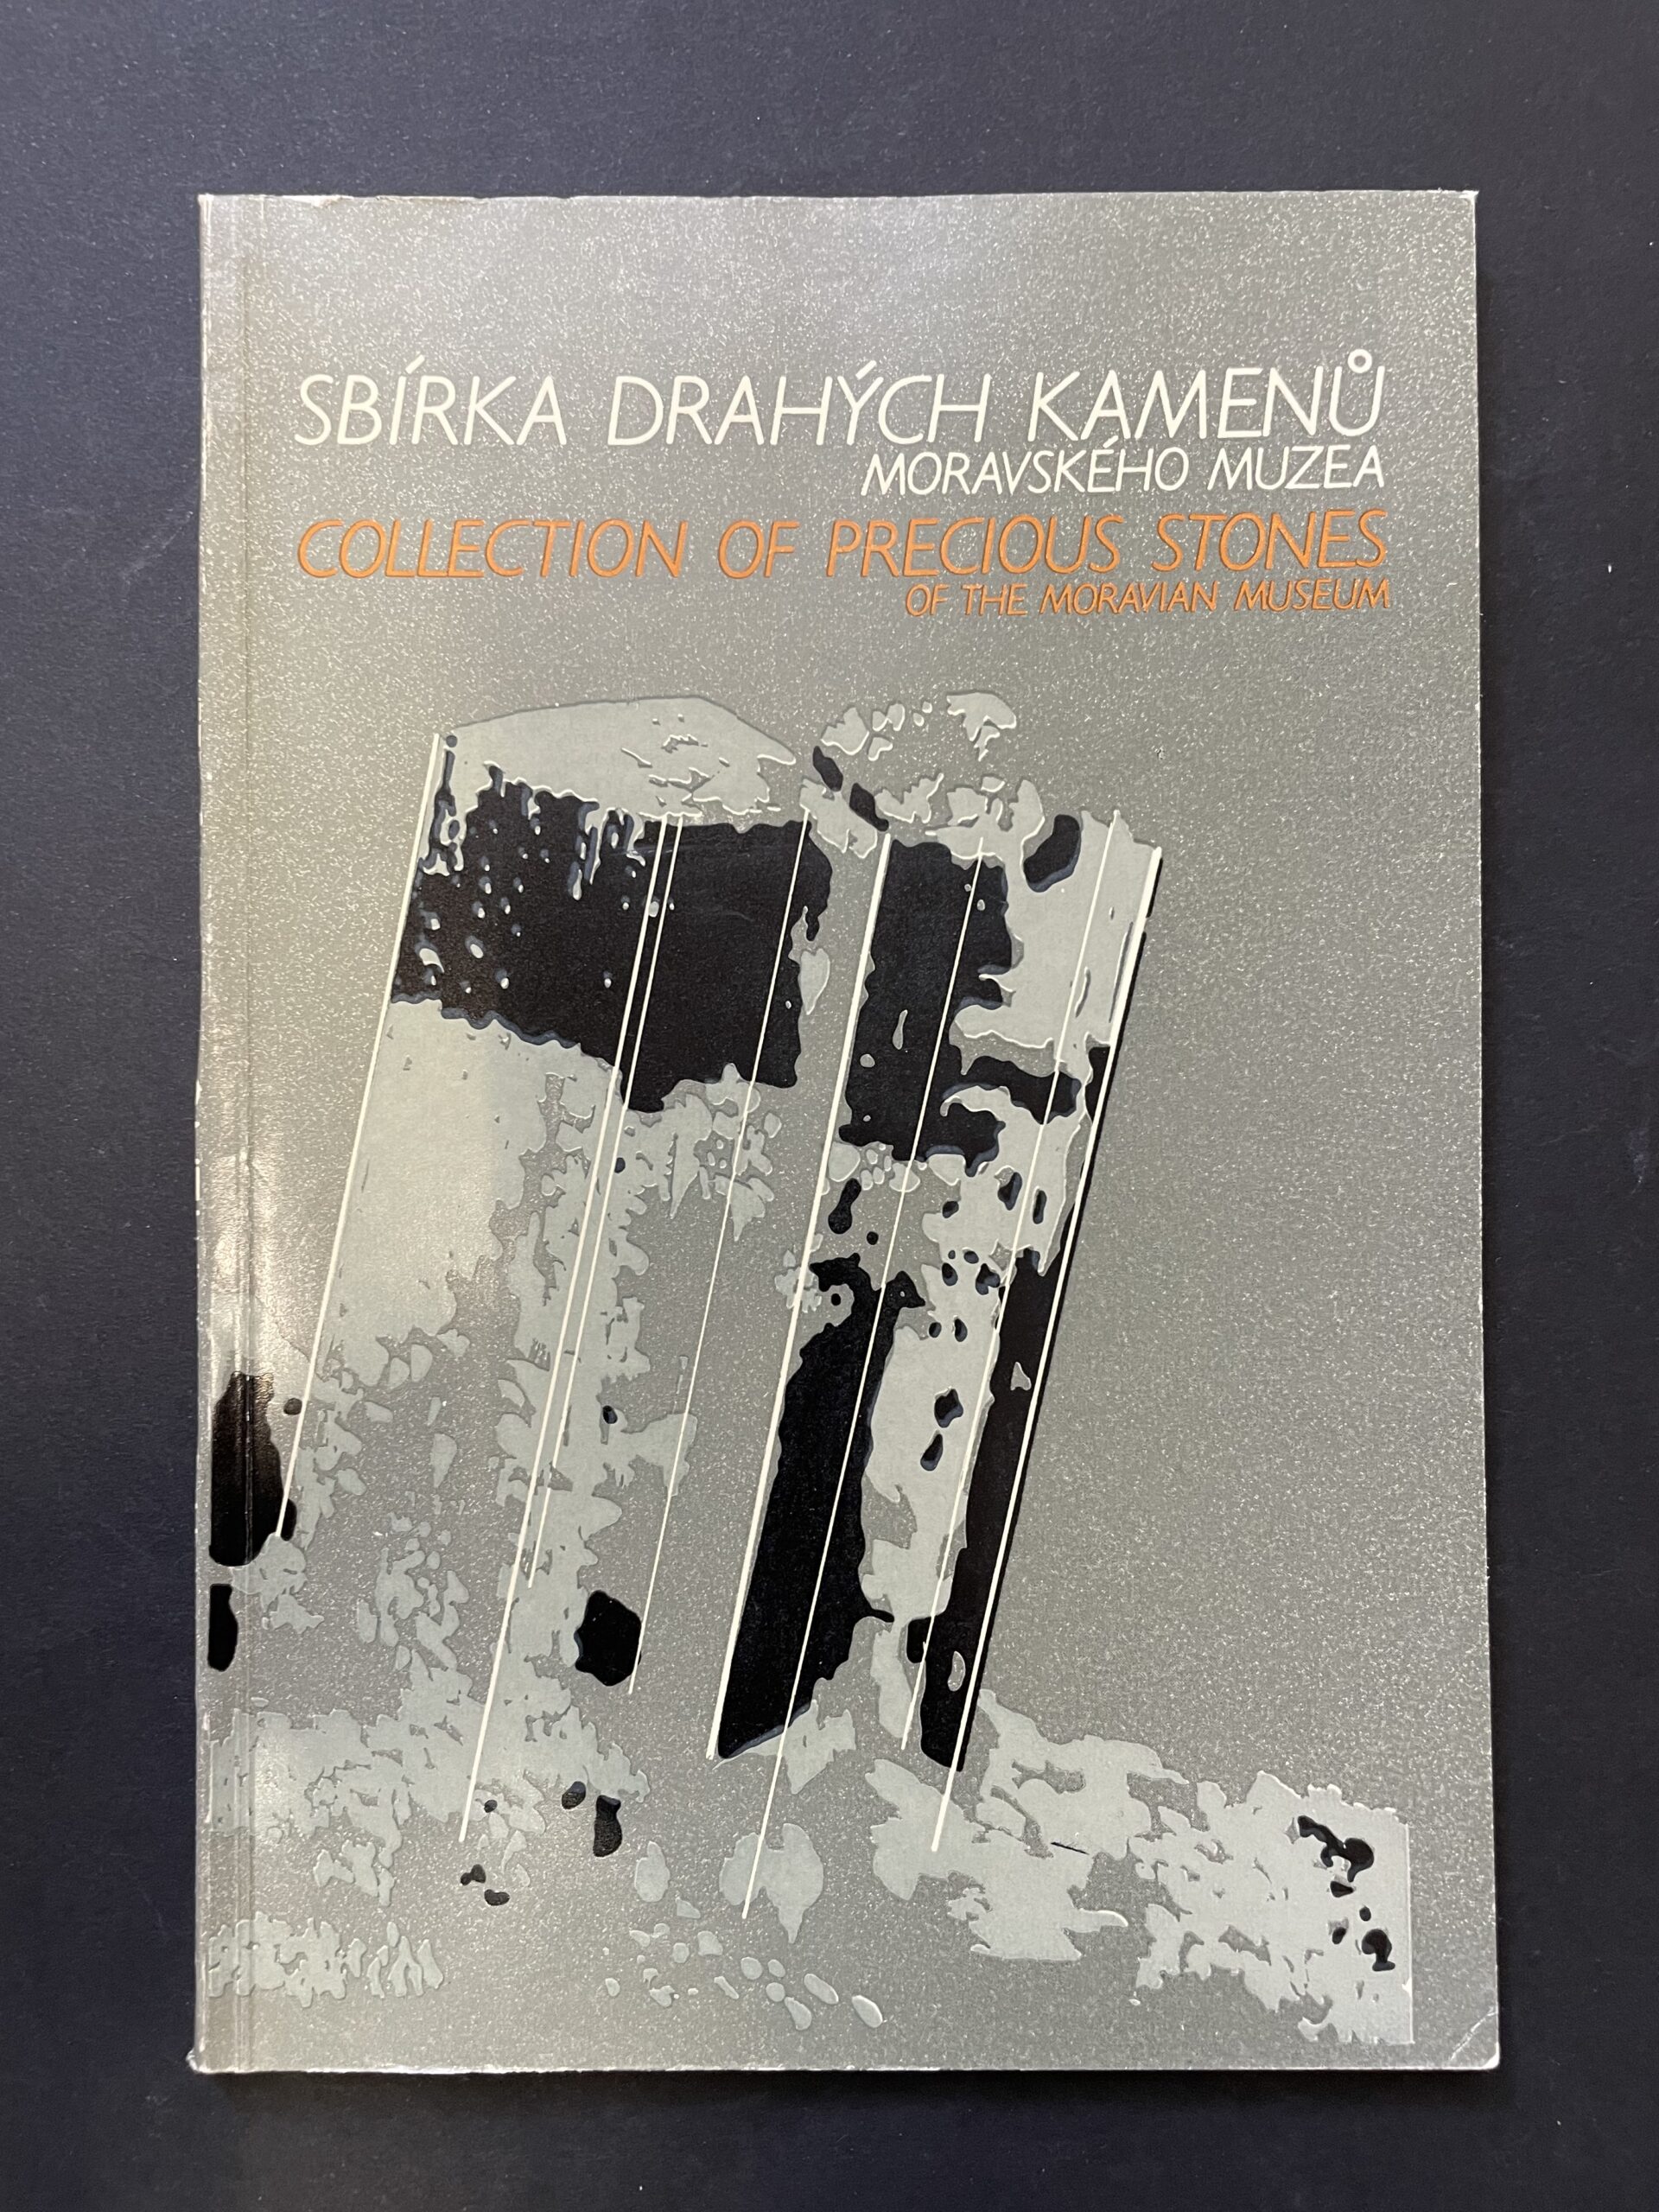 SBÍRKA DRAHÝCH KAMENŮ
MORAVSKÉHO MUZEA
COLLECTION OF PRECIOUS STONES
OF THE MORAVIAN MUSEUM